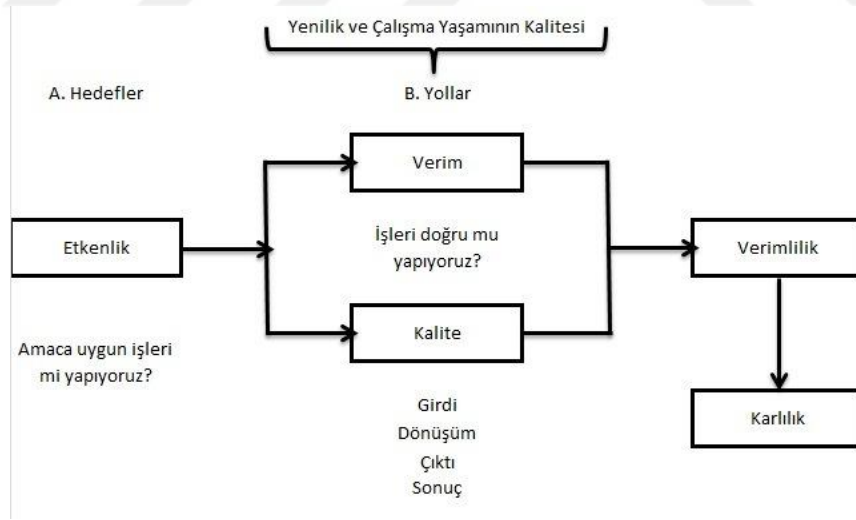 Yenilik ve Çalışma Yaşamının Kalitesi
A. Hedefler
B. Yollar
Verim
Etkenlik
İşleri doğru mu
yapıyoruz?
Verimlilik
Amaca uygun işleri
mi yapıyoruz?
Kalite
Karlılık
Girdi
Dönüşüm
Çıktı
Sonuç